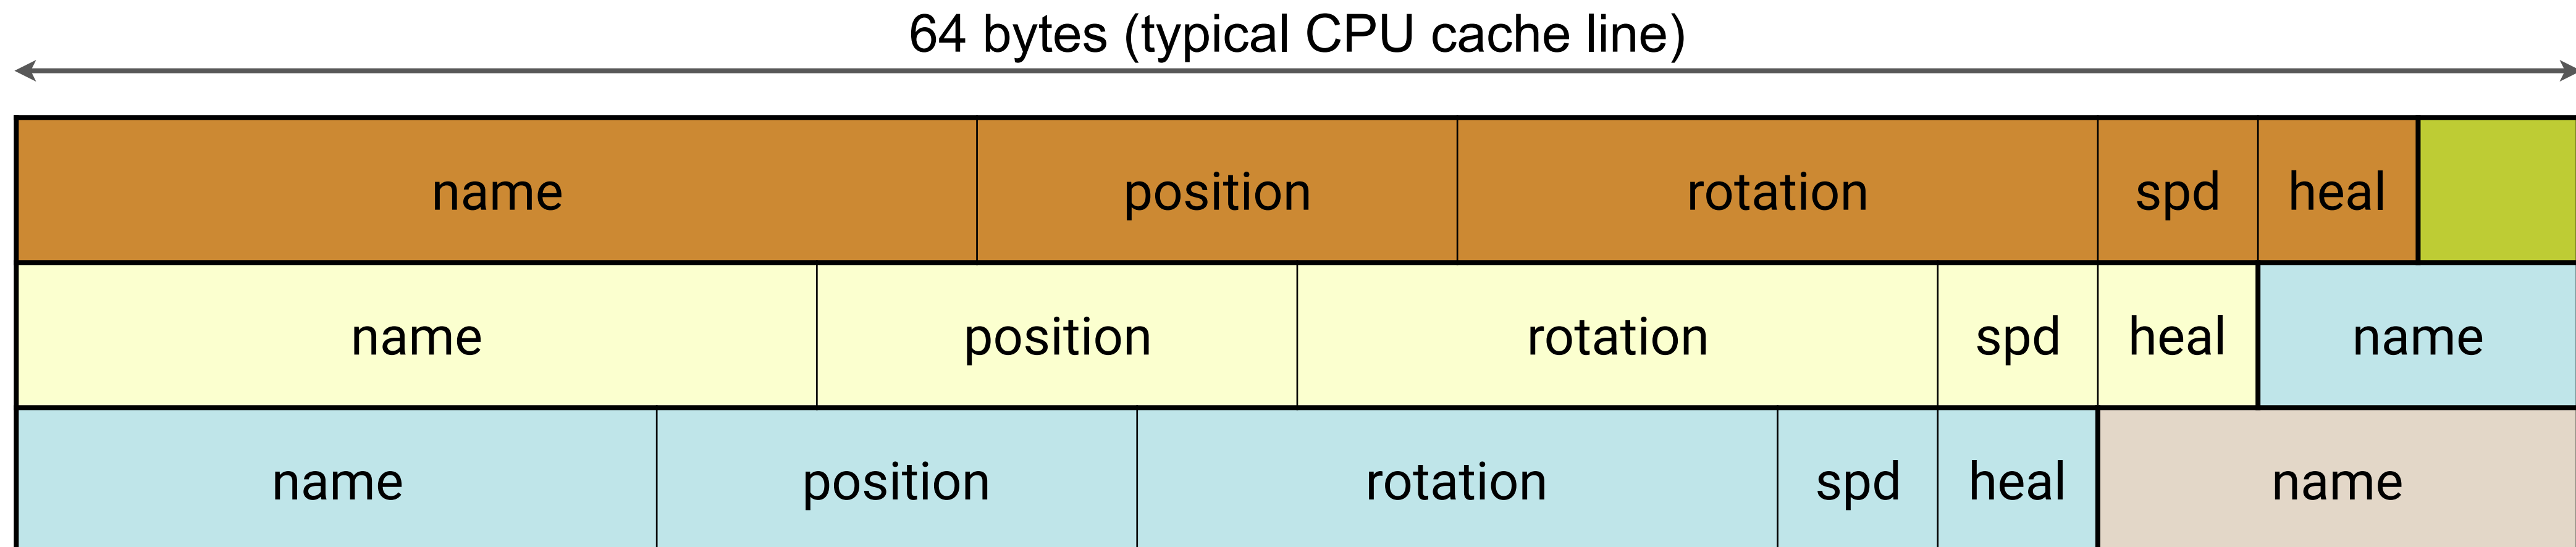 64 bytes (typical CPU cache line)
name position rotation spd heal
name position rotation spd heal name
name position rotation spd heal name